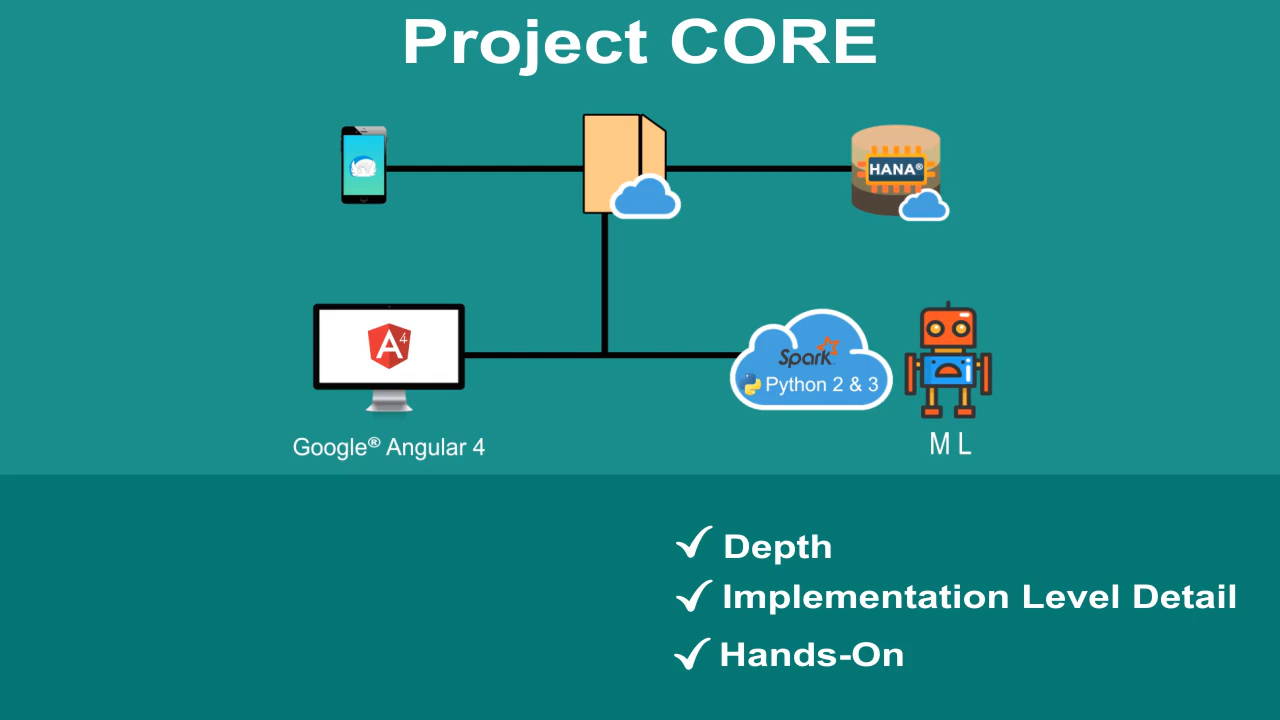 Project CORE
HANA®
A 4
Spark
Python 2 & 3
Google® Angular 4
M L
Depth
Implementation Level Detail
Hands-On